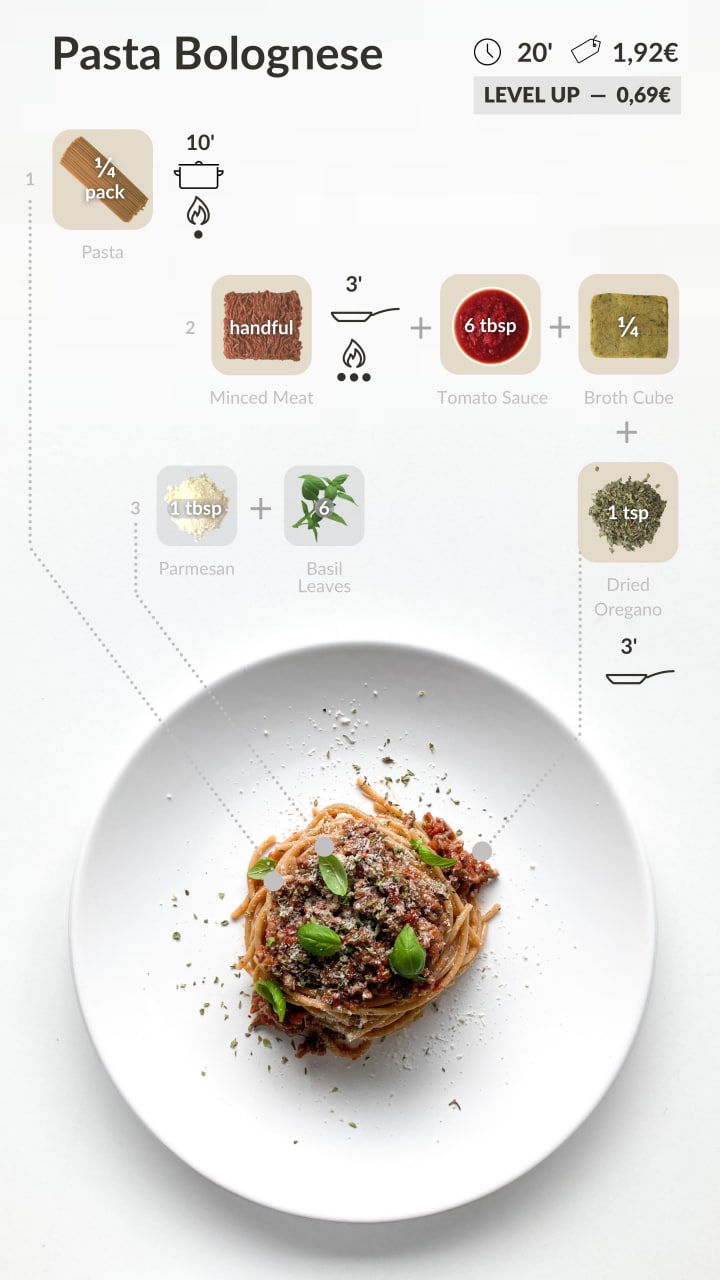 Pasta Bolognese
20' 1,92€
LEVEL UP — 0,69€
1
¼
pack
Pasta
10'
2
handful
Minced Meat
3'
+
6 tbsp
Tomato Sauce
+
¼
Broth Cube
+
1 tsp
Dried
Oregano
3'
3
1 tbsp
Parmesan
+
6
Basil
Leaves